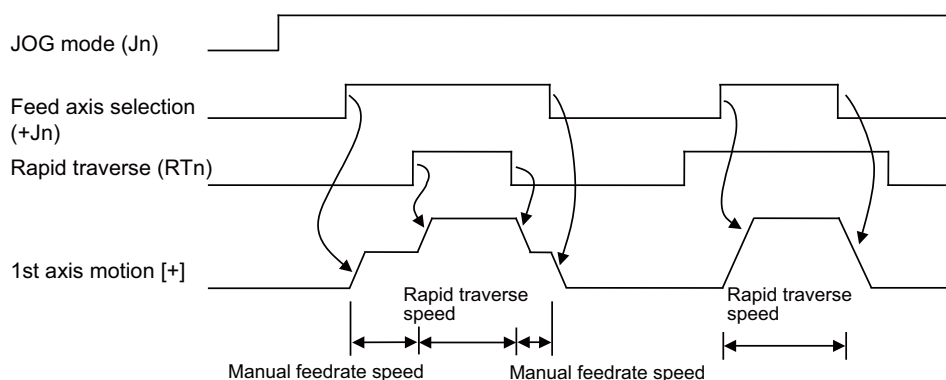 JOG mode (Jn)
Feed axis selection
(+Jn)
Rapid traverse (RTn)
1st axis motion [+]
Rapid traverse
speed
Rapid traverse
speed
Manual feedrate speed
Manual feedrate speed